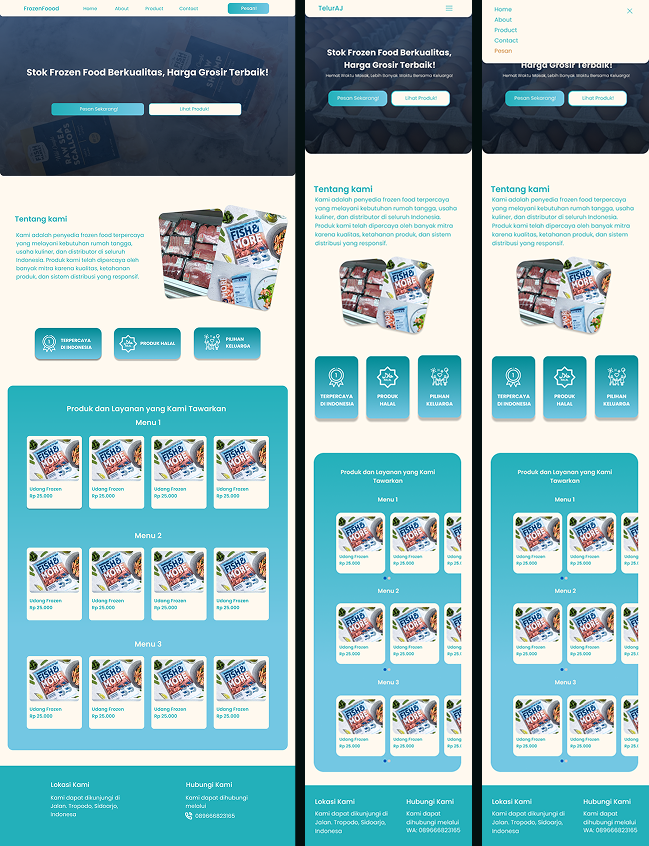 FrozenFoood
Home
About
Product
Contact
Pesan!
Stok Frozen Food Berkualitas, Harga Grosir Terbaik!
Pesan Sekarang!
Lihat Produk!
Tentang kami
Kami adalah penyedia frozen food terpercaya
yang melayani kebutuhan rumah tangga,
usaha kuliner, dan distributor di seluruh
Indonesia. Produk kami telah dipercaya oleh
banyak mitra karena kualitas, ketahanan
produk, dan sistem distribusi yang responsif.
FISH&
MORE
TERPERCAYA
DI INDONESIA
PRODUK HALAL
PILIHAN
KELUARGA
Produk dan Layanan yang Kami Tawarkan
Menu 1
Udang Frozen
Rp 25.000
Udang Frozen
Rp 25.000
Udang Frozen
Rp 25.000
Udang Frozen
Rp 25.000
Menu 2
Udang Frozen
Rp 25.000
Udang Frozen
Rp 25.000
Udang Frozen
Rp 25.000
Udang Frozen
Rp 25.000
Menu 3
Udang Frozen
Rp 25.000
Udang Frozen
Rp 25.000
Udang Frozen
Rp 25.000
Udang Frozen
Rp 25.000
Lokasi Kami
Kami dapat dikunjungi di
Jalan. Tropodo, Sidoarjo,
Indonesia
Hubungi Kami
Kami dapat dihubungi
melalui
089666823165
TelurAJ
Stok Frozen Food Berkualitas,
Harga Grosir Terbaik!
Hemat Waktu Masak, Lebih Banyak Waktu Bersama Keluarga!
Pesan Sekarang!
Lihat Produk!
Tentang kami
Kami adalah penyedia frozen food terpercaya
yang melayani kebutuhan rumah tangga, usaha
kuliner, dan distributor di seluruh Indonesia.
Produk kami telah dipercaya oleh banyak mitra
karena kualitas, ketahanan produk, dan sistem
distribusi yang responsif.
TERPERCAYA
DI INDONESIA
PRODUK
HALAL
PILIHAN
KELUARGA
Produk dan Layanan yang Kami
Tawarkan
Menu 1
Udang Frozen
Rp 25.000
Udang Frozen
Rp 25.000
Menu 2
Udang Frozen
Rp 25.000
Udang Frozen
Rp 25.000
Menu 3
Udang Frozen
Rp 25.000
Udang Frozen
Rp 25.000
Lokasi Kami
Kami dapat dikunjungi di
Jalan. Tropodo, Sidoarjo,
Indonesa
Hubungi Kami
Kami dapat
dihubungi melalui
WA: 089666823165
Home
About
Product
Contact
Pesan
Harga Grosir Terbaik!
Hemat Waktu Masak, Lebih Banyak Waktu Bersama Keluarga!
Pesan Sekarang!
Lihat Produk!
Tentang kami
Kami adalah penyedia frozen food terpercaya
yang melayani kebutuhan rumah tangga, usaha
kuliner, dan distributor di seluruh Indonesia.
Produk kami telah dipercaya oleh banyak mitra
karena kualitas, ketahanan produk, dan sistem
distribusi yang responsif.
TERPERCAYA
DI INDONESIA
PRODUK
HALAL
PILIHAN
KELUARGA
Produk dan Layanan yang Kami
Tawarkan
Menu 1
Udang Frozen
Rp 25.000
Udang Frozen
Rp 25.000
Menu 2
Udang Frozen
Rp 25.000
Udang Frozen
Rp 25.000
Menu 3
Udang Frozen
Rp 25.000
Udang Frozen
Rp 25.000
Lokasi Kami
Kami dapat dikunjungi di
Jalan. Tropodo, Sidoarjo,
Indonesa
Hubungi Kami
Kami dapat
dihubungi melalui
WA: 089666823165